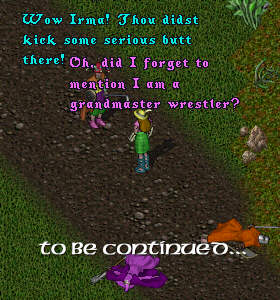 Wow Irma! Thou didst
kick some serious butt
there!
Oh, did I forget to
mention I am a
grandmaster wrestler?
to be continued...